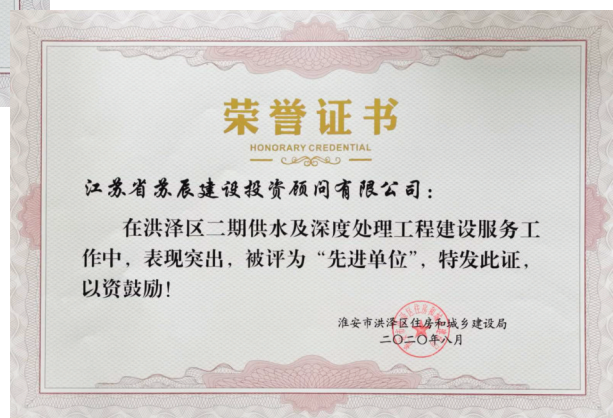 荣誉证书
HONORARY CREDENTIAL
江苏省苏辰建设投资顾问有限公司：
在洪泽区二期供水及深度处理工程建设服务工
作中，表现突出，被评为“先进单位”，特发此证，
以资鼓励！
淮安市洪泽区住房和城乡建设局
二〇二〇年八月